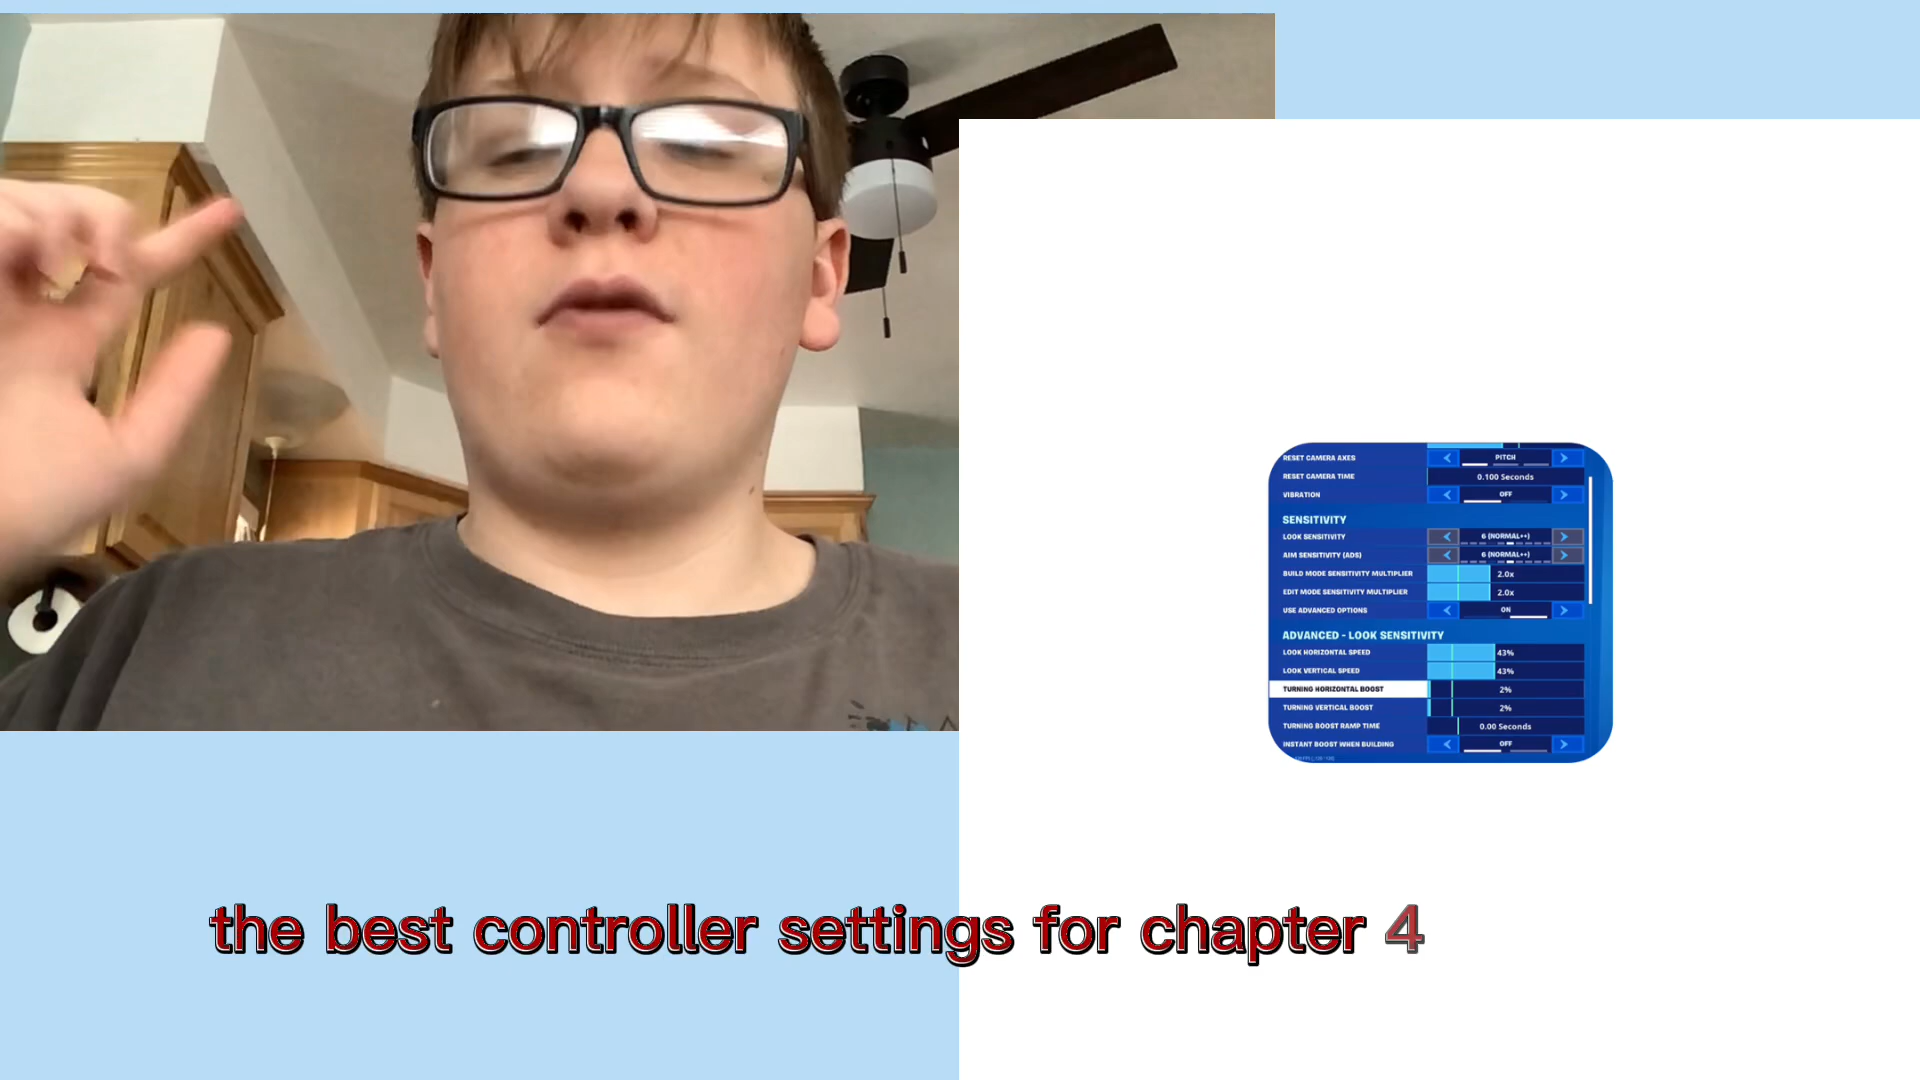 RESET CAMERA AXES PITCH
RESET CAMERA TIME 0.100 Seconds
VIBRATION OFF
SENSITIVITY
LOOK SENSITIVITY 6 (NORMAL++)
AIM SENSITIVITY (ADS) 6 (NORMAL++)
BUILD MODE SENSITIVITY MULTIPLIER 2.0x
EDIT MODE SENSITIVITY MULTIPLIER 2.0x
USE ADVANCED OPTIONS ON
ADVANCED - LOOK SENSITIVITY
LOOK HORIZONTAL SPEED 43%
LOOK VERTICAL SPEED 43%
TURNING HORIZONTAL BOOST 2%
TURNING VERTICAL BOOST 2%
TURNING BOOST RAMP TIME 0.00 Seconds
INSTANT BOOST WHEN BUILDING OFF
the best controller settings for chapter 4